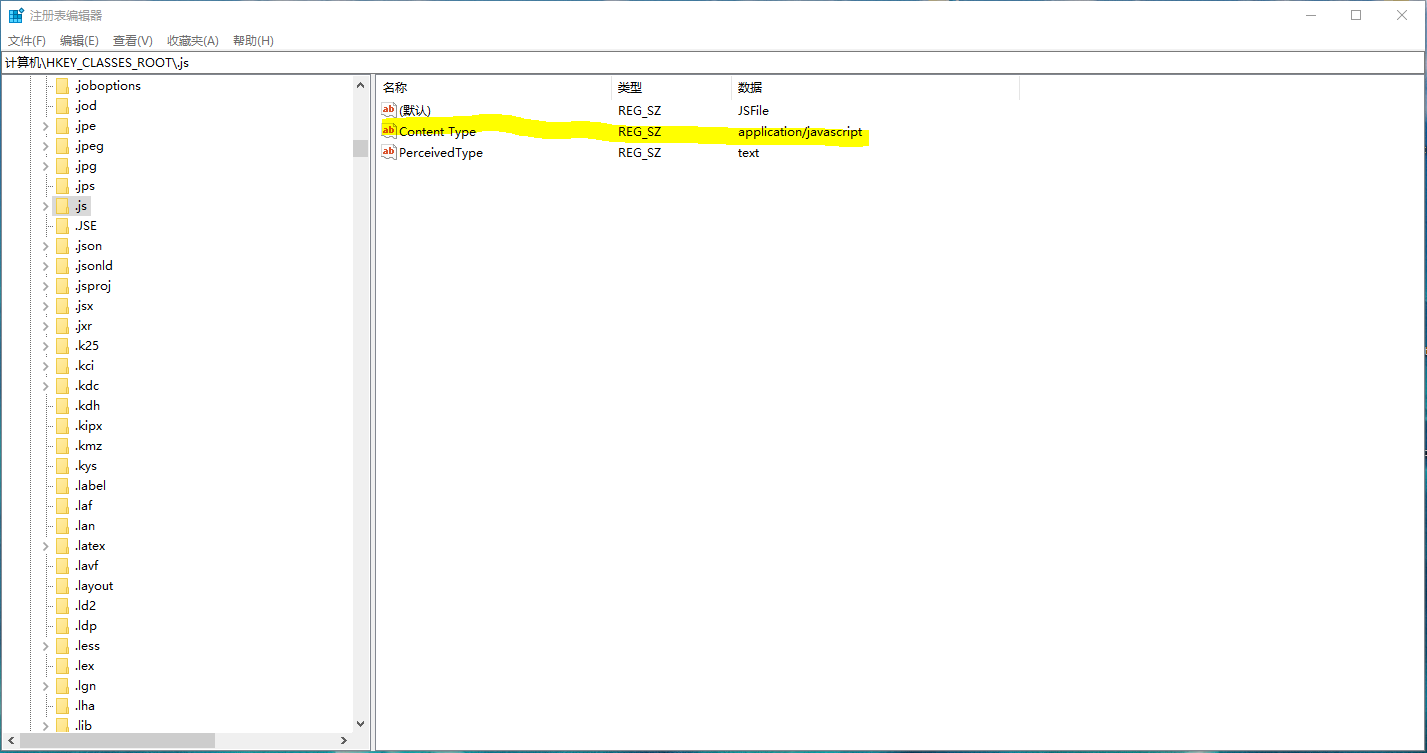 注册表编辑器
文件(F) 编辑(E) 查看(V) 收藏夹(A) 帮助(H)
计算机\HKEY_CLASSES_ROOT\.js
.joboptions
.jod
.jpe
.jpeg
.jpg
.jps
.js
.JSE
.json
.jsonld
.jsproj
.jsx
.jxr
.k25
.kci
.kdc
.kdh
.kipx
.kmz
.kys
.label
.laf
.lan
.latex
.lavf
.layout
.ld2
.ldp
.less
.lex
.lgn
.lha
.lib
名称 类型 数据
ab (默认) REG_SZ JSFile
ab Content Type REG_SZ application/javascript
ab PerceivedType REG_SZ text